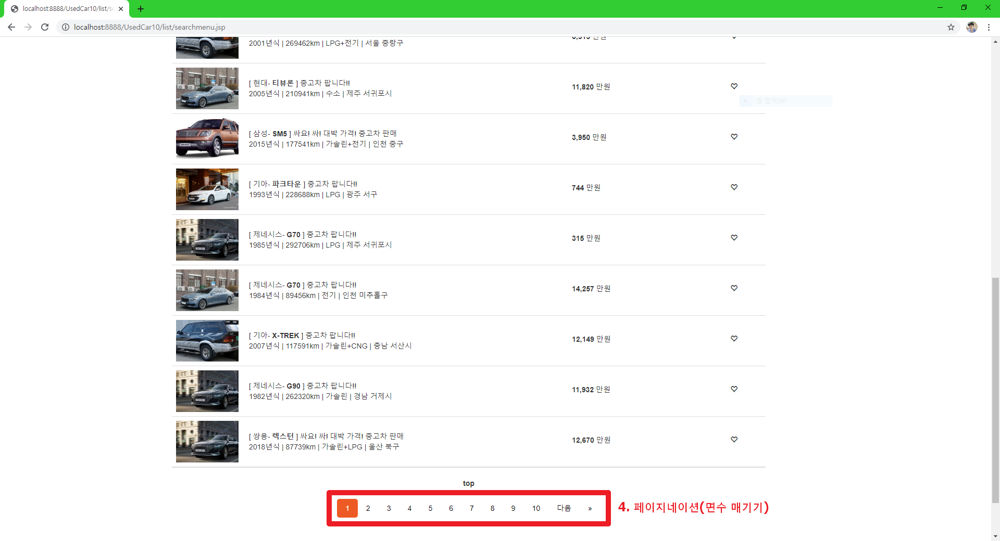 localhost:8888/UsedCar10/list/se
localhost:8888/UsedCar10/list/searchmenu.jsp
만원
2001년식 | 269462km | LPG+전기 | 서울 중랑구
[ 현대- 티뷰론 ] 중고차 팝니다!!
11,820 만원
2005년식 | 210941km | 수소 | 제주 서귀포시
창 캡처(W)
[ 삼성- SM5 ] 싸요! 싸! 대박 가격! 중고차 판매
3,950 만원
2015년식 | 177541km | 가솔린+전기 | 인천 중구
[ 기아- 파크타운 ] 중고차 팝니다!!
744 만원
1993년식 | 228688km | LPG | 광주 서구
[ 제네시스- G70 ] 중고차 팝니다!!
315 만원
1985년식 | 292706km | LPG | 제주 서귀포시
[ 제네시스- G70 ] 중고차 팝니다!!
14,257 만원
1984년식 | 89456km | 전기 | 인천 미추홀구
[ 기아- X-TREK ] 중고차 팝니다!!
12,149 만원
2007년식 | 117591km | 가솔린+CNG | 충남 서산시
[ 제네시스- G90 ] 중고차 팝니다!!
11,932 만원
1982년식 | 262320km | 가솔린 | 경남 거제시
[ 쌍용- 렉스턴 ] 싸요! 싸! 대박 가격! 중고차 판매
12,670 만원
2018년식 | 87739km | 가솔린+LPG | 울산 북구
top
1 2 3 4 5 6 7 8 9 10 다음 »
4. 페이지네이션(면수 매기기)